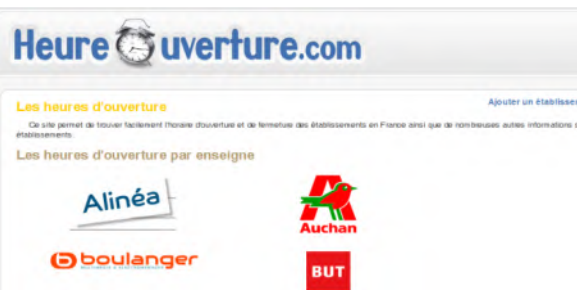 Heure uverture.com
Les heures d'ouverture
Ajouter un établisse
Ce site permet de trouver facilement l'horaire d'ouverture et de fermeture des établissements en France ainsi que de nombreuses autres informations
établissements.
Les heures d'ouverture par enseigne
Alinéa
Auchan
boulanger
BUT